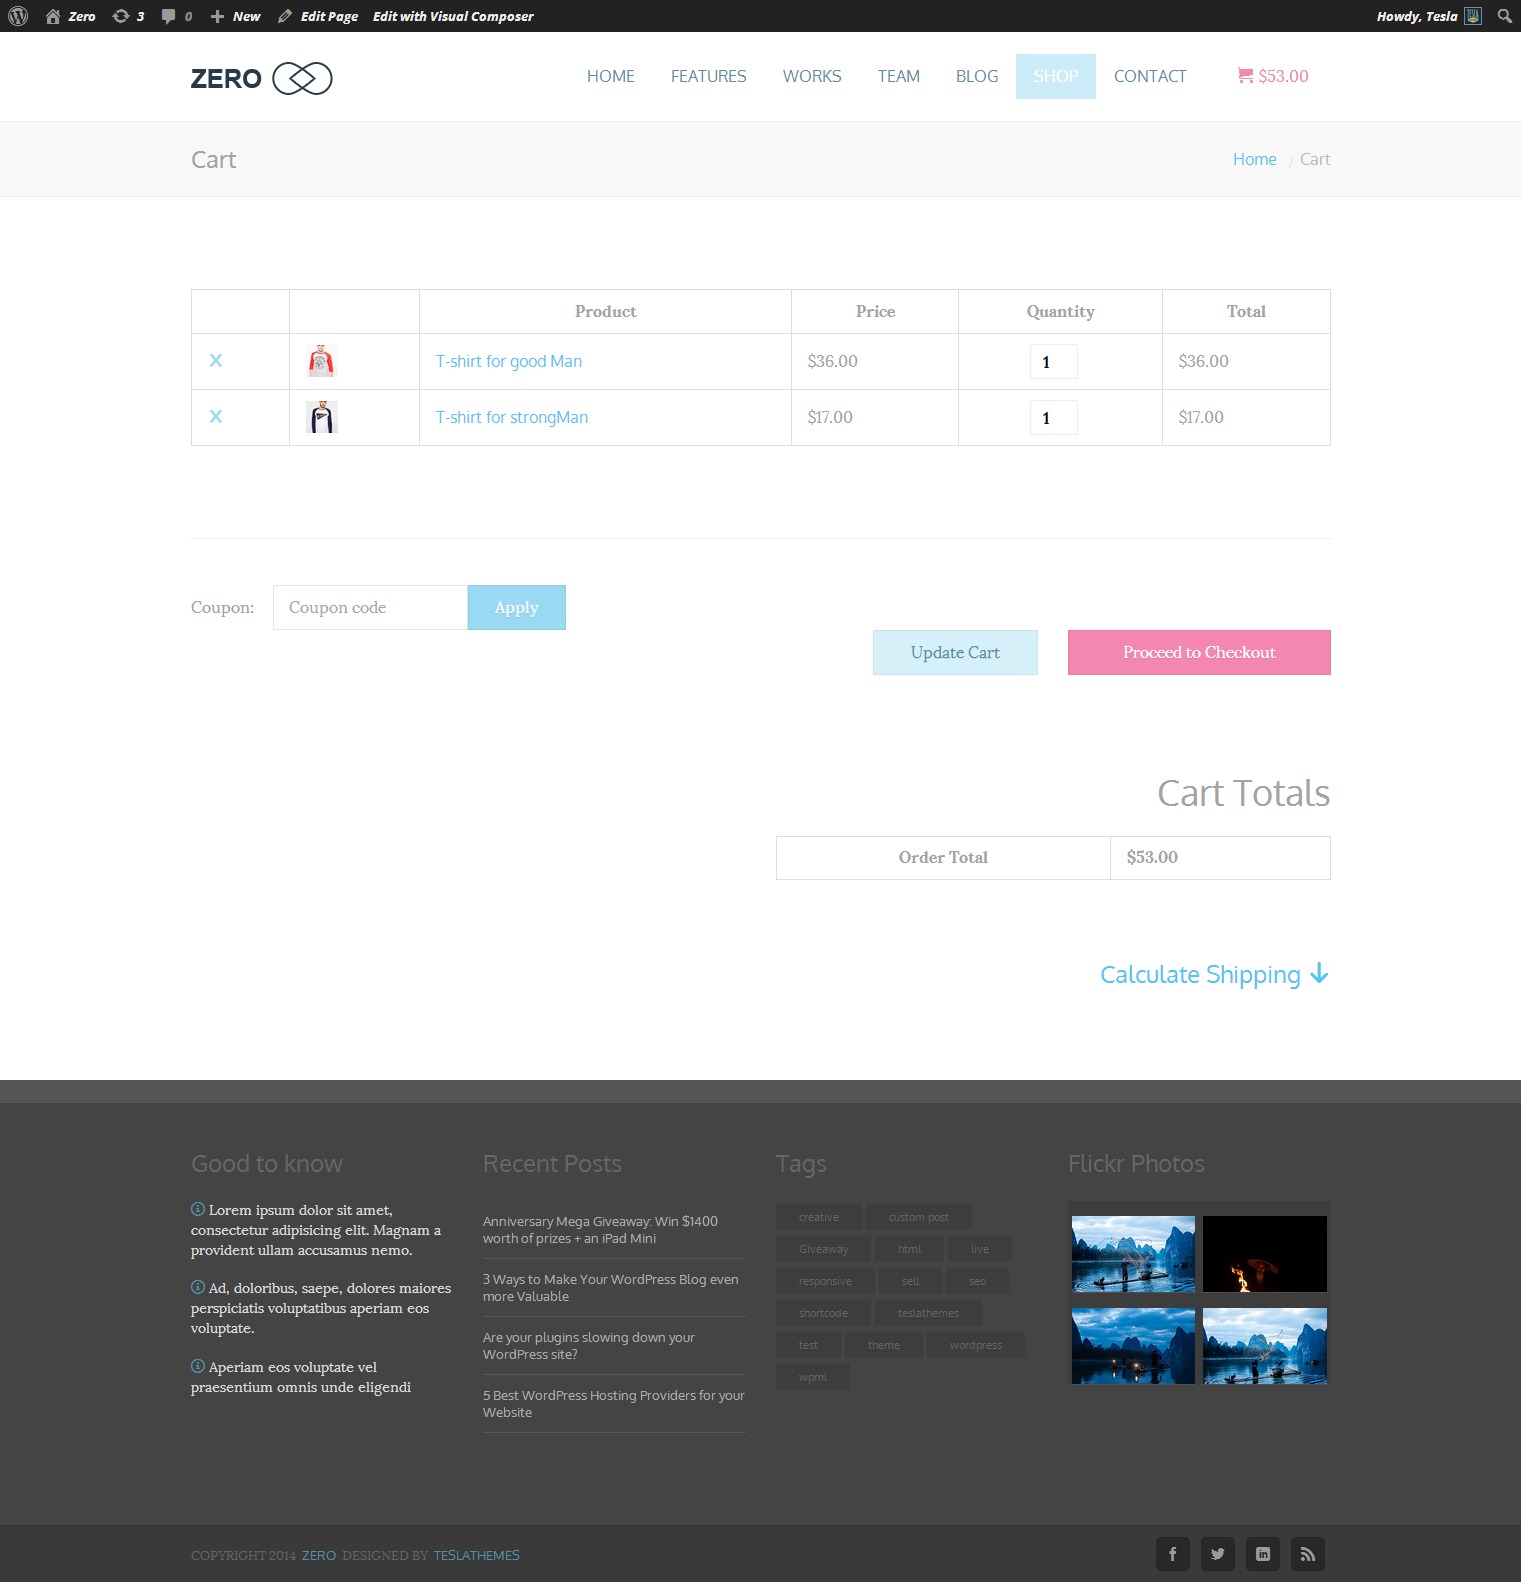 Zero 3 0 New Edit Page Edit with Visual Composer Howdy, Tesla
ZERO HOME FEATURES WORKS TEAM BLOG SHOP CONTACT $53.00
Cart Home / Cart
Product Price Quantity Total
T-shirt for good Man $36.00 1 $36.00
T-shirt for strongMan $17.00 1 $17.00
Coupon: Coupon code Apply
Update Cart Proceed to Checkout
Cart Totals
Order Total $53.00
Calculate Shipping
Good to know
Lorem ipsum dolor sit amet,
consectetur adipisicing elit. Magnam a
provident ullam accusamus nemo.
Ad, doloribus, saepe, dolores maiores
perspiciatis voluptatibus aperiam eos
voluptate.
Aperiam eos voluptate vel
praesentium omnis unde eligendi
Recent Posts
Anniversary Mega Giveaway: Win $1400
worth of prizes + an iPad Mini
3 Ways to Make Your WordPress Blog even
more Valuable
Are your plugins slowing down your
WordPress site?
5 Best WordPress Hosting Providers for your
Website
Tags
creative custom post
Giveaway html live
responsive sell seo
shortcode teslathemes
test theme wordpress
wpml
Flickr Photos
COPYRIGHT 2014 ZERO DESIGNED BY TESLATHEMES